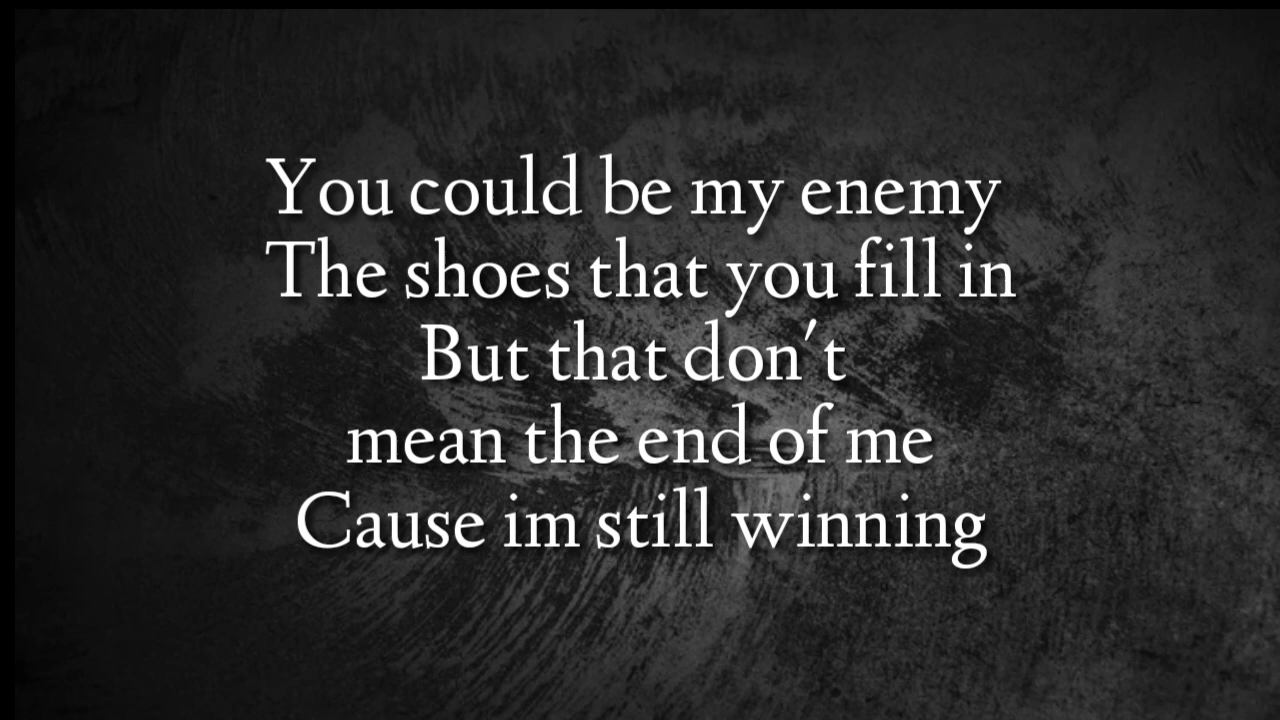 You could be my enemy
The shoes that you fill in
But that don't
mean the end of me
Cause im still winning